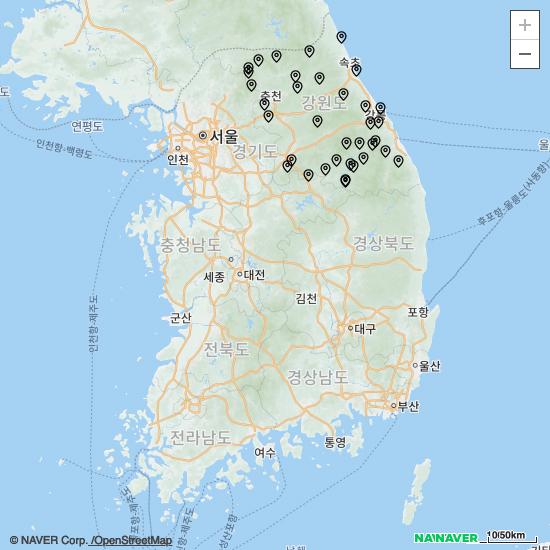 +
−
속초
춘천
강원도
강릉
연평도
서울
인천항-백령도
인천
경기도
울
후포항-울릉도(사동항)
충청남도
경상북도
세종
대전
김천
인천항-제주도
군산
포항
대구
전북도
울산
경상남도
부산
전라남도
통영
여수
© NAVER Corp. /OpenStreetMap
NAVER
10/50km